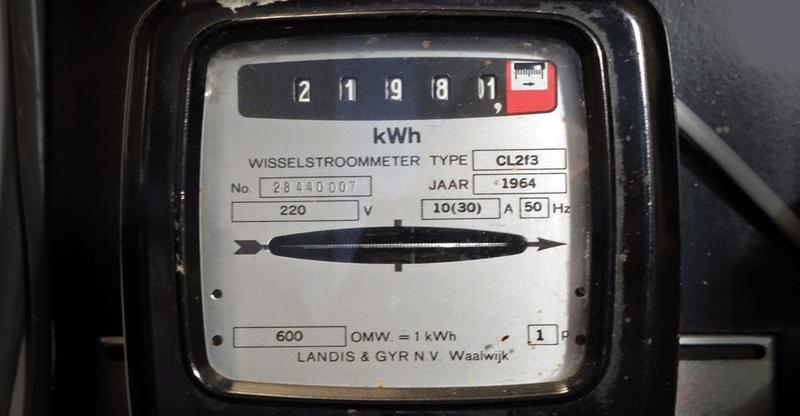 2 1 9 8 1,
kWh
WISSELSTROOMMETER TYPE CL2f3
No. 28440007 JAAR 1964
220 V 10(30) A 50 Hz
600 OMW. = 1 kWh 1
LANDIS & GYR N.V. Waalwijk